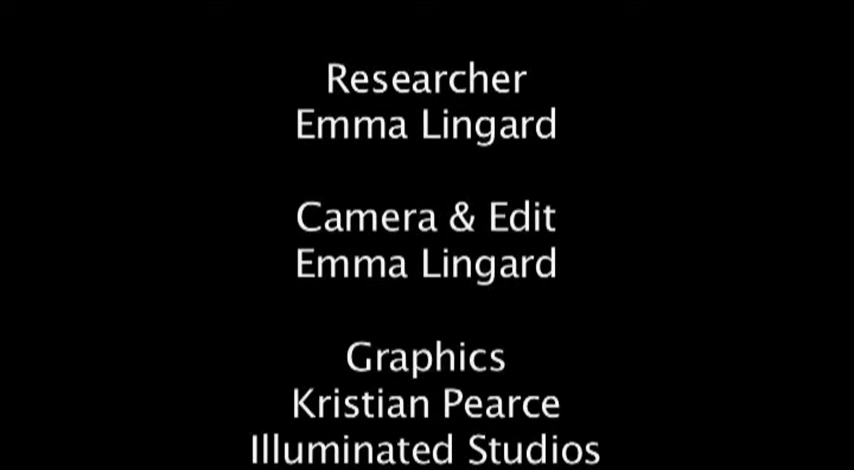 Researcher
Emma Lingard
Camera & Edit
Emma Lingard
Graphics
Kristian Pearce
Illuminated Studios